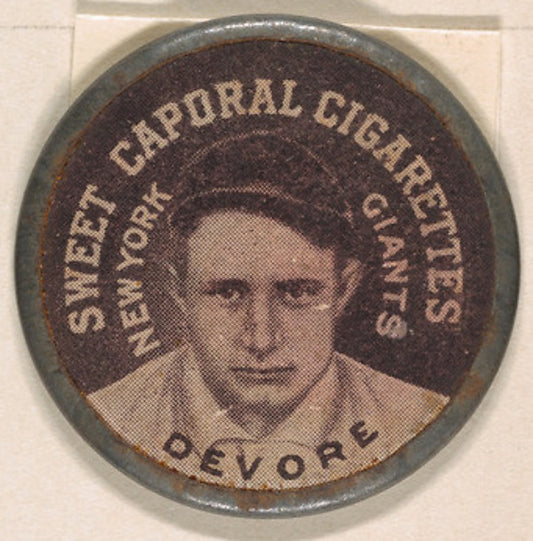 SWEET CAPORAL CIGARETTES
NEW YORK
GIANTS
DEVORE